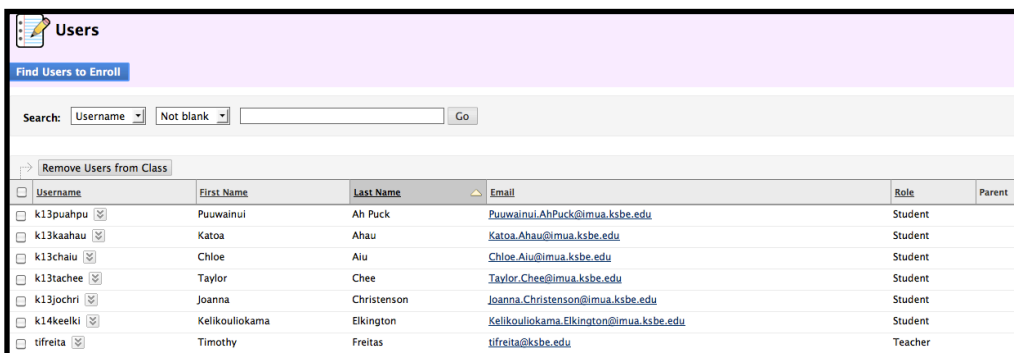 Users
Find Users to Enroll
Search: Username Not blank Go
Remove Users from Class
Username First Name Last Name Email Role Parent
k13puahpu Puuwainui Ah Puck Puuwainui.AhPuck@imua.ksbe.edu Student
k13kaahau Katoa Ahau Katoa.Ahau@imua.ksbe.edu Student
k13chaiu Chloe Aiu Chloe.Aiu@imua.ksbe.edu Student
k13tachee Taylor Chee Taylor.Chee@imua.ksbe.edu Student
k13jochri Joanna Christenson Joanna.Christenson@imua.ksbe.edu Student
k14keelki Kelikouliokama Elkington Kelikouliokama.Elkington@imua.ksbe.edu Student
tifreita Timothy Freitas tifreita@ksbe.edu Teacher